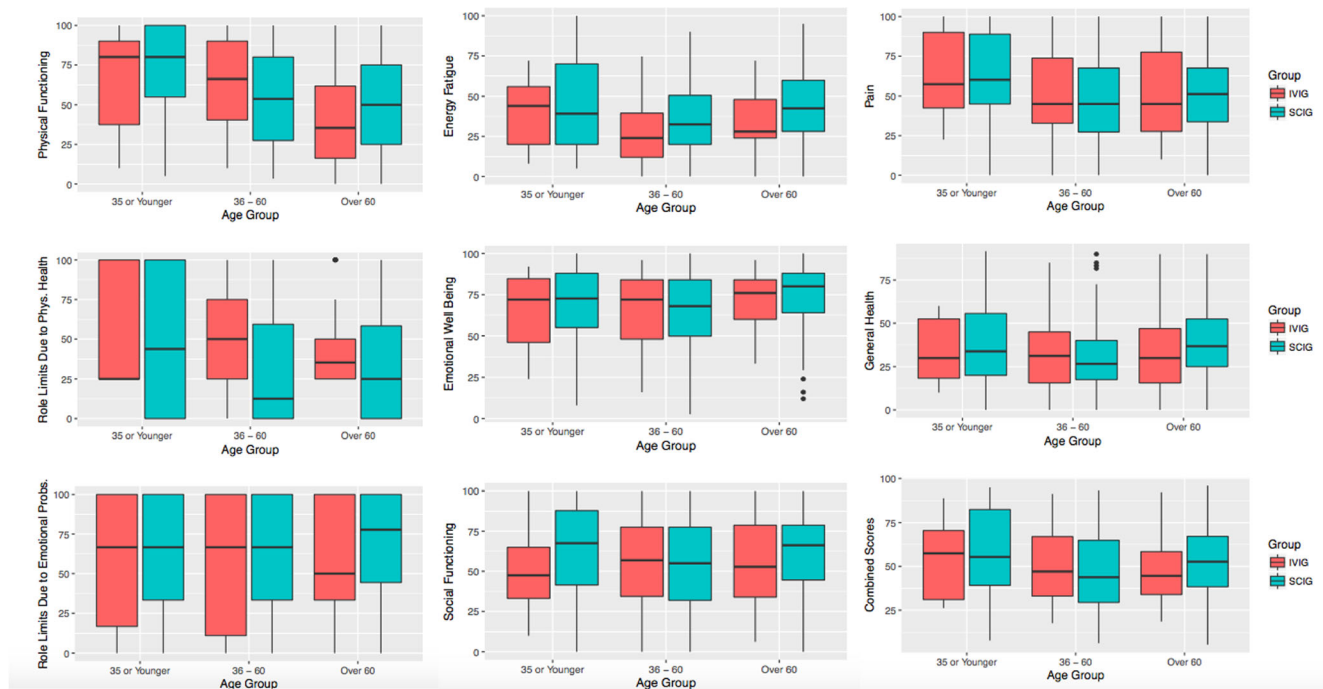 Physical Functioning
100
75
50
25
0
35 or Younger
36 – 60
Over 60
Age Group
Energy Fatigue
100
75
50
25
0
35 or Younger
36 – 60
Over 60
Age Group
Pain
100
75
50
25
0
35 or Younger
36 – 60
Over 60
Age Group
Group
IVIG
SCIG
Role Limits Due to Phys. Health
100
75
50
25
0
35 or Younger
36 – 60
Over 60
Age Group
Emotional Well Being
100
75
50
25
0
35 or Younger
36 – 60
Over 60
Age Group
General Health
75
50
25
0
35 or Younger
36 – 60
Over 60
Age Group
Group
IVIG
SCIG
Role Limits Due to Emotional Probs.
100
75
50
25
0
35 or Younger
36 – 60
Over 60
Age Group
Social Functioning
100
75
50
25
0
35 or Younger
36 – 60
Over 60
Age Group
Combined Scores
100
75
50
25
35 or Younger
36 – 60
Over 60
Age Group
Group
IVIG
SCIG